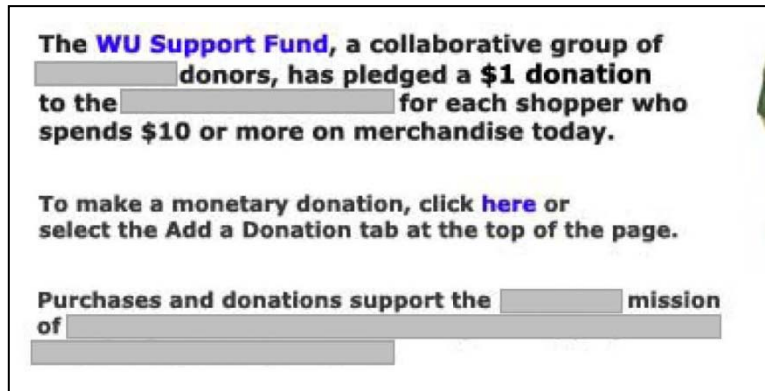 The WU Support Fund, a collaborative group of
donors, has pledged a $1 donation
to the for each shopper who
spends $10 or more on merchandise today.
To make a monetary donation, click here or
select the Add a Donation tab at the top of the page.
Purchases and donations support the mission
of